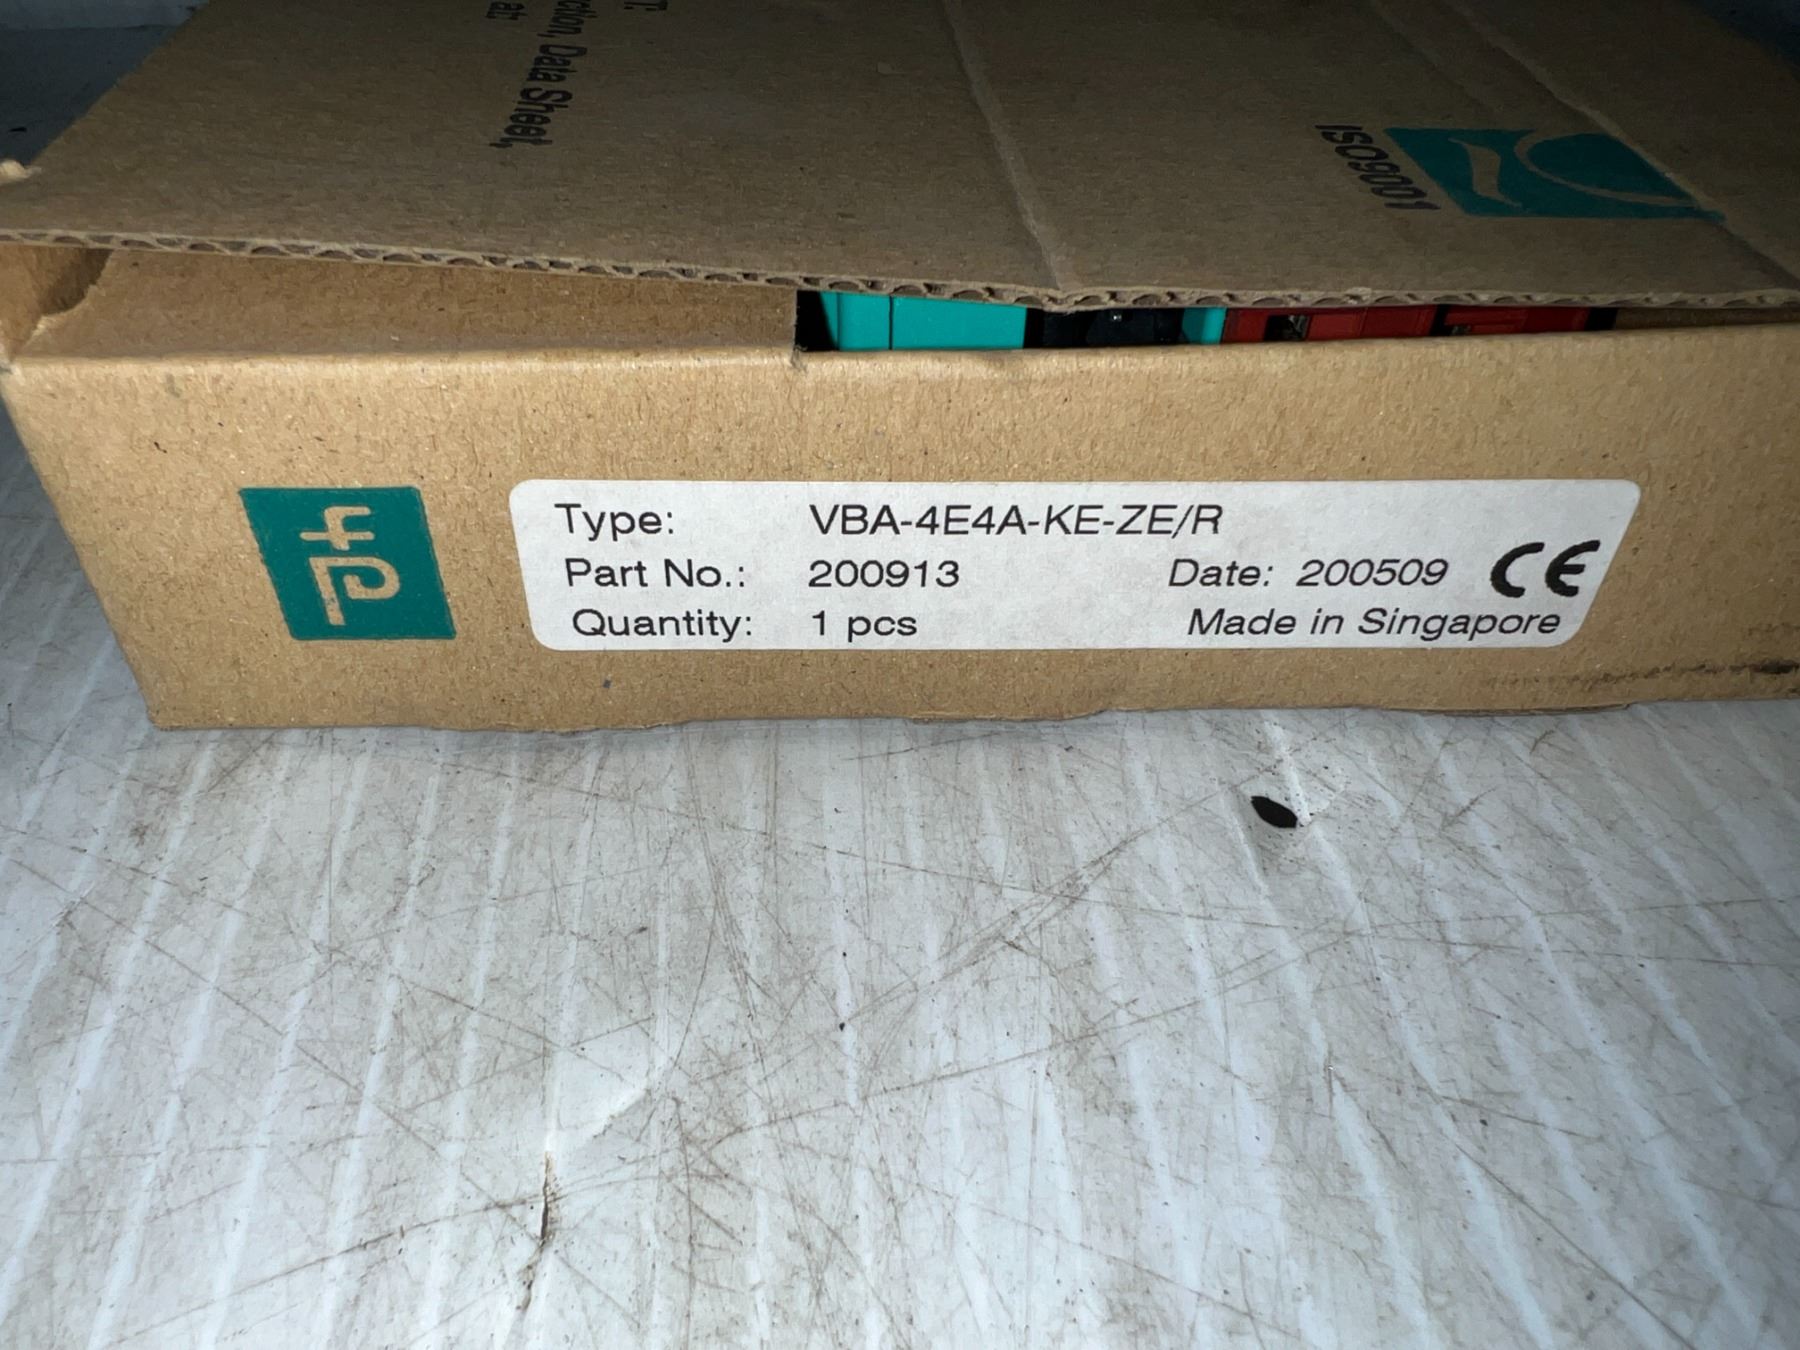 ction, Data Sheet,
at:
ISO9001
Type: VBA-4E4A-KE-ZE/R
Part No.: 200913 Date: 200509 CE
Quantity: 1 pcs Made in Singapore